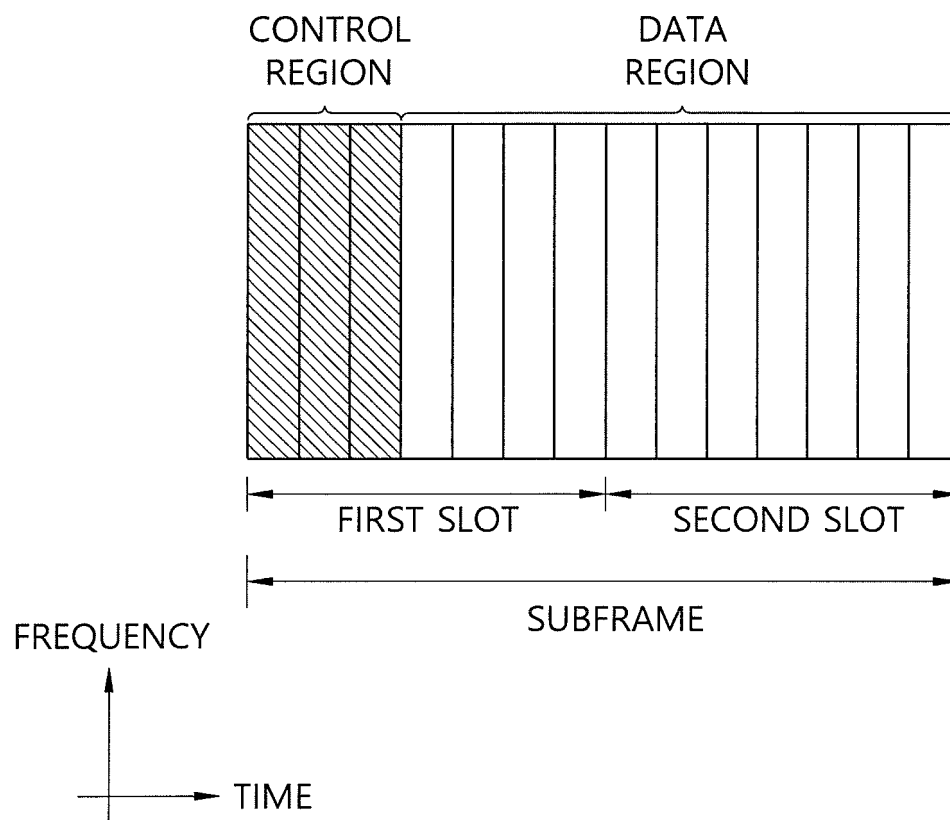 CONTROL
REGION
DATA
REGION
FIRST SLOT
SECOND SLOT
SUBFRAME
FREQUENCY
TIME